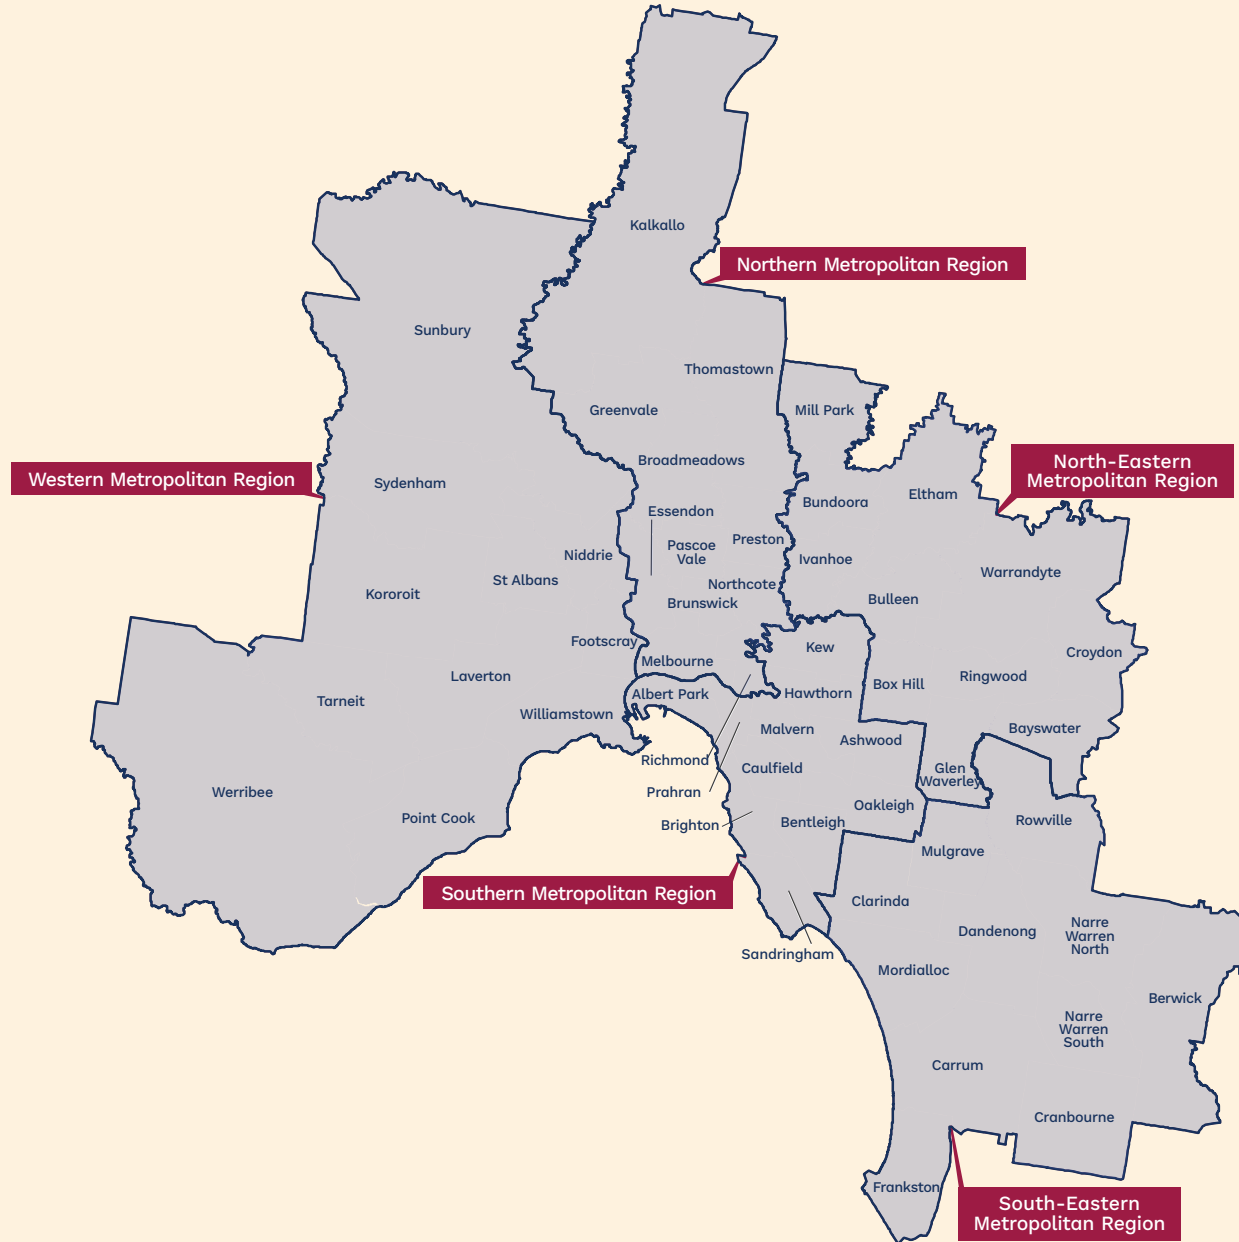 Kalkallo
Northern Metropolitan Region
Sunbury
Thomastown
Greenvale
Mill Park
Broadmeadows
North-Eastern
Metropolitan Region
Western Metropolitan Region
Sydenham
Eltham
Bundoora
Essendon
Preston
Pascoe
Vale
Niddrie
Ivanhoe
Warrandyte
St Albans
Northcote
Kororoit
Brunswick
Bulleen
Footscray
Kew
Croydon
Melbourne
Laverton
Ringwood
Box Hill
Albert Park
Hawthorn
Tarneit
Williamstown
Malvern
Bayswater
Ashwood
Richmond
Caulfield
Glen
Waverley
Werribee
Prahran
Oakleigh
Point Cook
Brighton
Bentleigh
Rowville
Mulgrave
Southern Metropolitan Region
Clarinda
Dandenong
Narre
Warren
North
Sandringham
Mordialloc
Berwick
Narre
Warren
South
Carrum
Cranbourne
Frankston
South-Eastern
Metropolitan Region